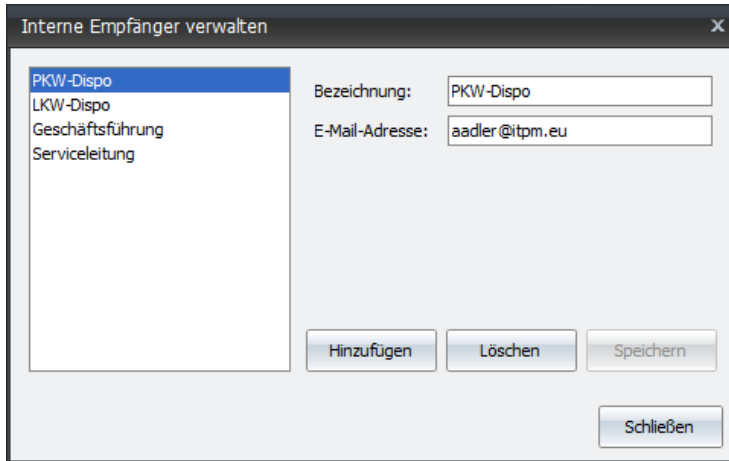 Interne Empfänger verwalten x
PKW-Dispo
LKW-Dispo
Geschäftsführung
Serviceleitung
Bezeichnung: PKW-Dispo
E-Mail-Adresse: aadler@itpm.eu
Hinzufügen Löschen Speichern
Schließen